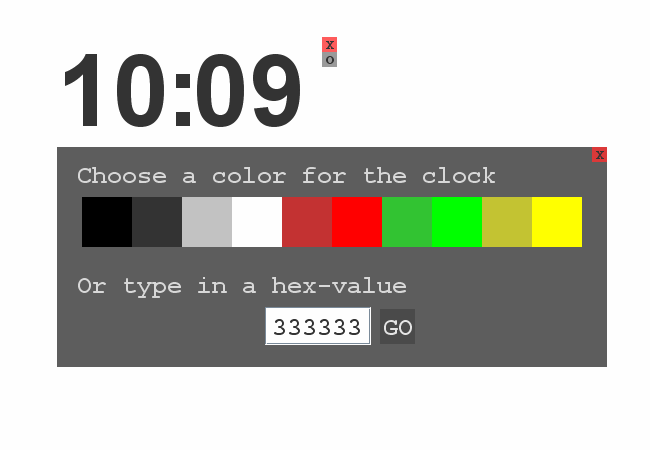 10:09
x
o
x
Choose a color for the clock
Or type in a hex-value
333333 GO